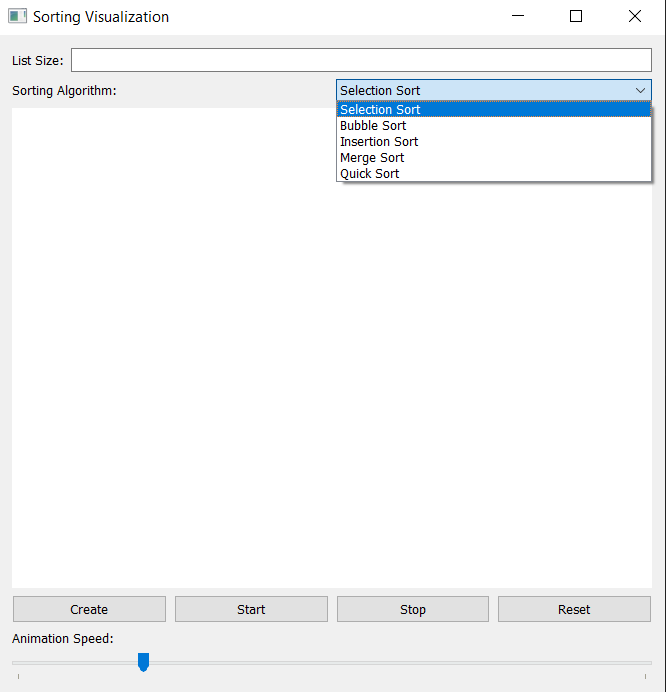 Sorting Visualization
List Size:
Sorting Algorithm: Selection Sort
Selection Sort
Bubble Sort
Insertion Sort
Merge Sort
Quick Sort
Create Start Stop Reset
Animation Speed: